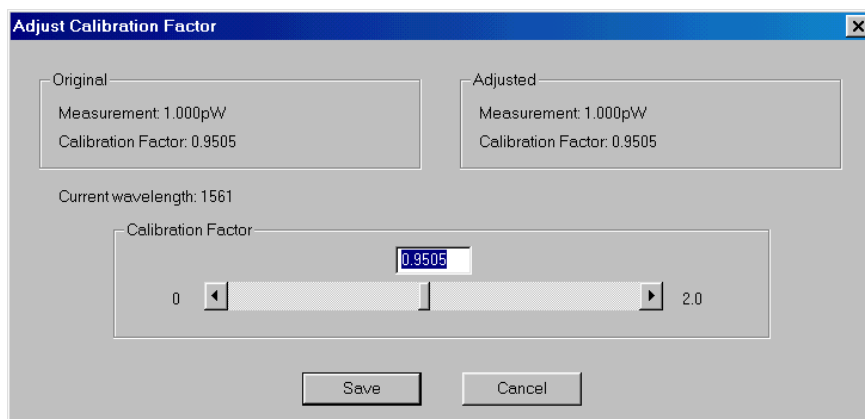 Adjust Calibration Factor
Original
Measurement: 1.000pW
Calibration Factor: 0.9505
Adjusted
Measurement: 1.000pW
Calibration Factor: 0.9505
Current wavelength: 1561
Calibration Factor
0.9505
0
2.0
Save
Cancel